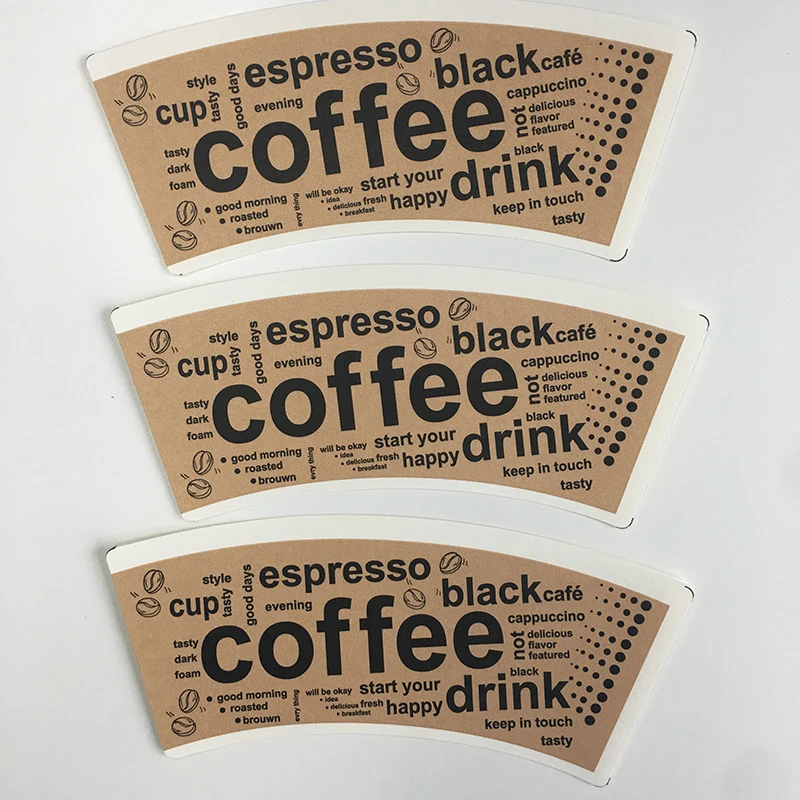 espresso
black café
style
cup
tasty
good days
evening
cappuccino
coffee
not
delicious
flavor
featured
black
tasty
dark
foam
drink
good morning
roasted
brouwn
evry thing
will be okay
idea
delicious fresh
breakfast
start your
happy
keep in touch
tasty
espresso
black café
style
cup
tasty
good days
evening
cappuccino
coffee
not
delicious
flavor
featured
black
tasty
dark
foam
drink
good morning
roasted
brouwn
evry thing
will be okay
idea
delicious fresh
breakfast
start your
happy
keep in touch
tasty
espresso
black café
style
cup
tasty
good days
evening
cappuccino
coffee
not
delicious
flavor
featured
black
tasty
dark
foam
drink
good morning
roasted
brouwn
evry thing
will be okay
idea
delicious fresh
breakfast
start your
happy
keep in touch
tasty